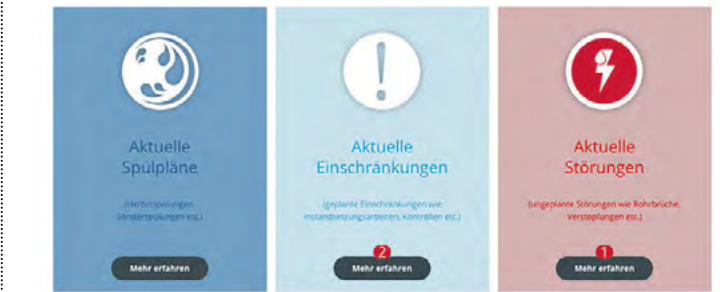 Aktuelle
Spülpläne
(Herbstspülungen,
Sonderspülungen etc.)
Mehr erfahren
Aktuelle
Einschränkungen
(geplante Einschränkungen wie
Instandsetzungsarbeiten, Kontrollen etc.)
2
Mehr erfahren
Aktuelle
Störungen
(ungeplante Störungen wie Rohrbrüche,
Verstopfungen etc.)
1
Mehr erfahren